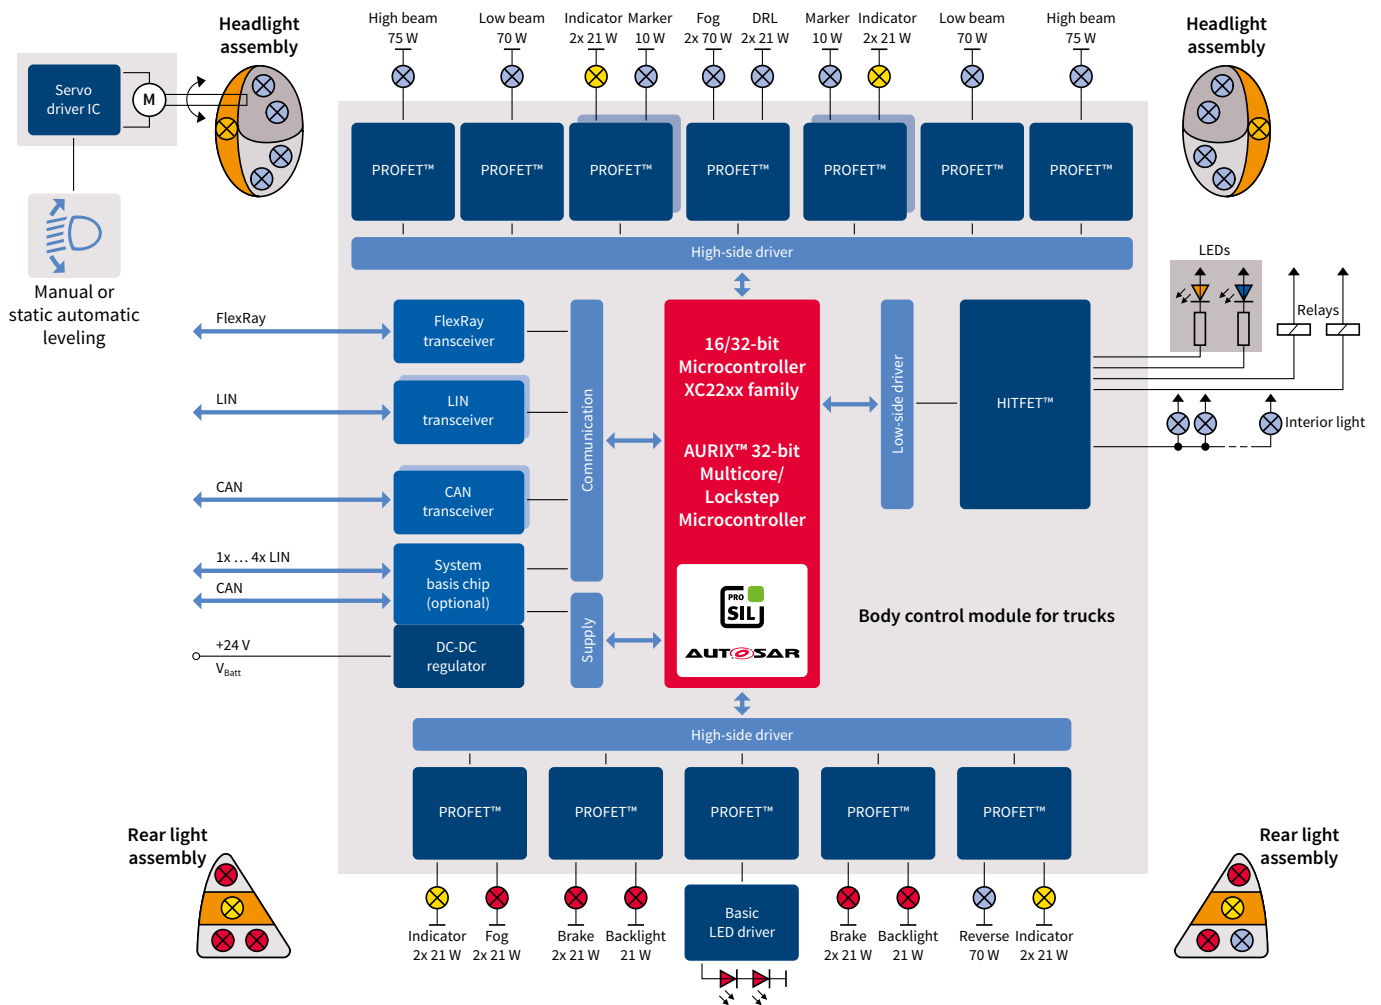 Headlight
assembly
High beam
75 W
Low beam
70 W
Indicator
2x 21 W
Marker
10 W
Fog
2x 70 W
DRL
2x 21 W
Marker
10 W
Indicator
2x 21 W
Low beam
70 W
High beam
75 W
Headlight
assembly
Servo
driver IC
M
Manual or
static automatic
leveling
PROFET™
PROFET™
PROFET™
PROFET™
PROFET™
PROFET™
PROFET™
High-side driver
FlexRay
LIN
CAN
1x … 4x LIN
CAN
+24 V
VBatt
FlexRay
transceiver
LIN
transceiver
CAN
transceiver
System
basis chip
(optional)
DC-DC
regulator
Communication
Supply
16/32-bit
Microcontroller
XC22xx family
AURIX™ 32-bit
Multicore/
Lockstep
Microcontroller
PRO
SIL
AUTOSAR
Low-side driver
HITFET™
LEDs
Relays
Interior light
Body control module for trucks
High-side driver
PROFET™
PROFET™
PROFET™
PROFET™
PROFET™
Rear light
assembly
Indicator
2x 21 W
Fog
2x 21 W
Brake
2x 21 W
Backlight
21 W
Basic
LED driver
Brake
2x 21 W
Backlight
21 W
Reverse
70 W
Indicator
2x 21 W
Rear light
assembly